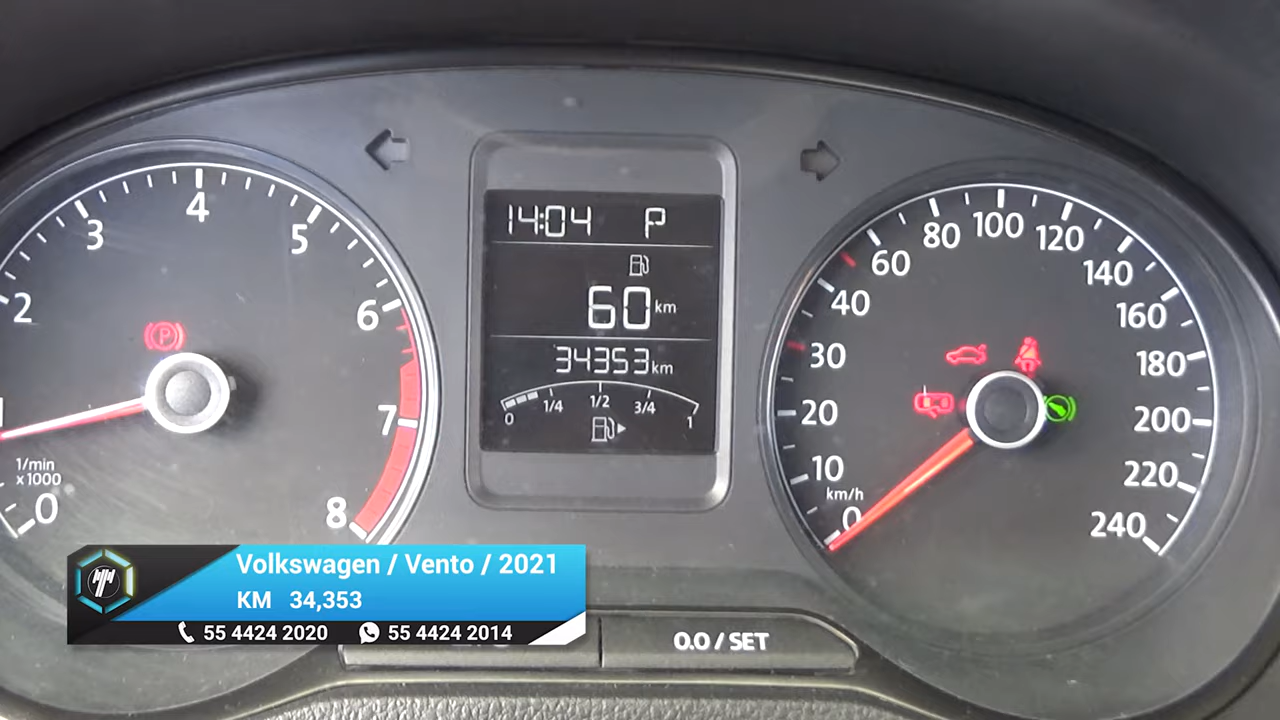 14:04 P
60 km
34353 km
0 1/4 1/2 3/4 1
1 2 3 4 5 6 7 8
P
1/min
x1000
0
0 10 20 30 40 60 80 100 120 140 160 180 200 220 240
km/h
Volkswagen / Vento / 2021
KM 34,353
55 4424 2020 55 4424 2014
0.0 / SET